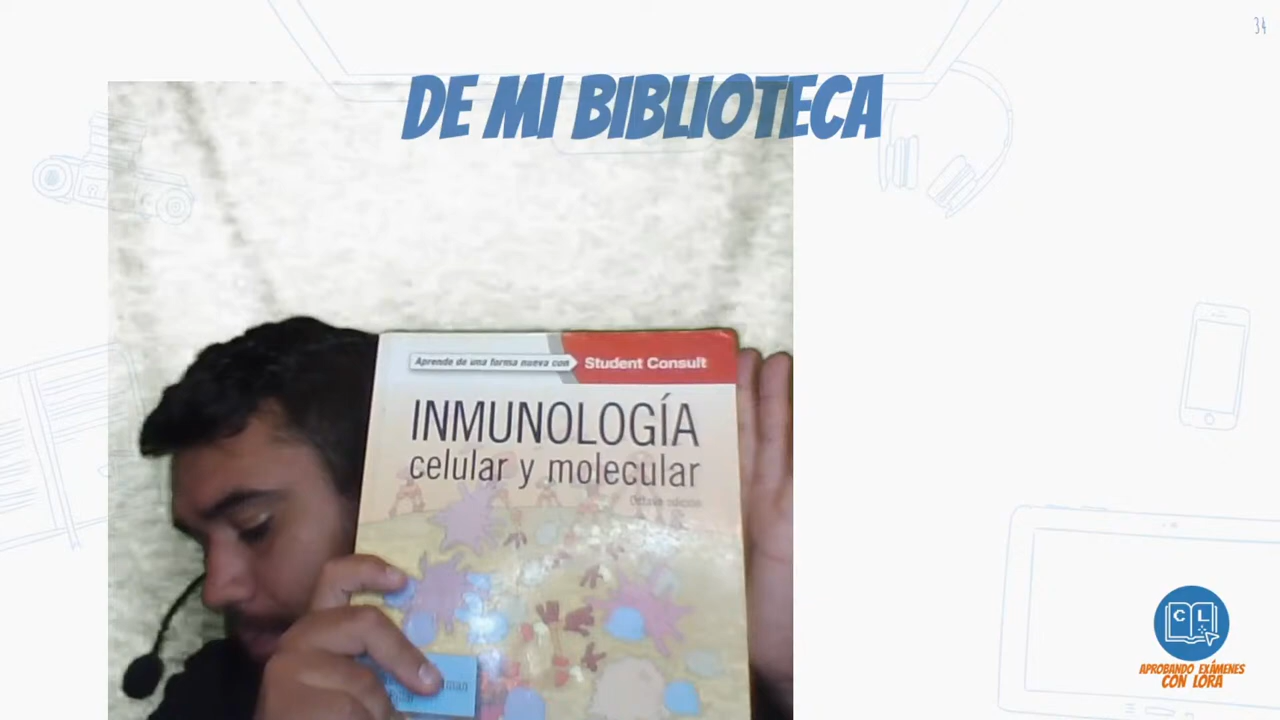 34
DE MI BIBLIOTECA
Aprende de una forma nueva con
Student Consult
INMUNOLOGÍA
celular y molecular
Octava edición
C L
APROBANDO EXÁMENES
CON LORA